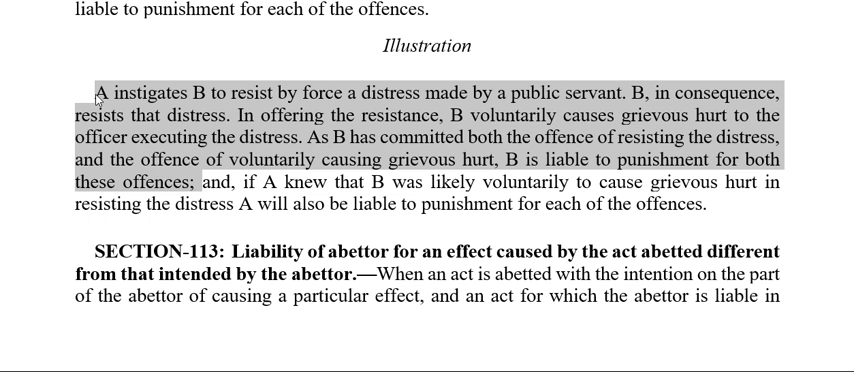 liable to punishment for each of the offences.
Illustration
A instigates B to resist by force a distress made by a public servant. B, in consequence,
resists that distress. In offering the resistance, B voluntarily causes grievous hurt to the
officer executing the distress. As B has committed both the offence of resisting the distress,
and the offence of voluntarily causing grievous hurt, B is liable to punishment for both
these offences; and, if A knew that B was likely voluntarily to cause grievous hurt in
resisting the distress A will also be liable to punishment for each of the offences.
SECTION-113: Liability of abettor for an effect caused by the act abetted different
from that intended by the abettor.—When an act is abetted with the intention on the part
of the abettor of causing a particular effect, and an act for which the abettor is liable in